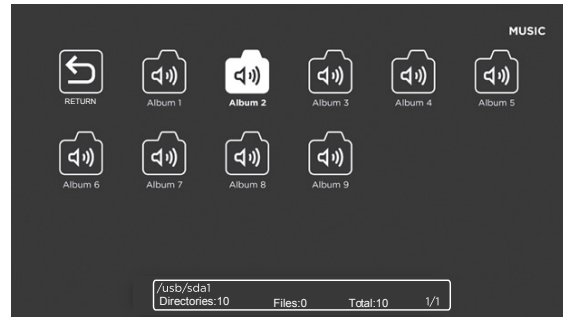 MUSIC
RETURN Album 1 Album 2 Album 3 Album 4 Album 5
Album 6 Album 7 Album 8 Album 9
/usb/sda1
Directories:10 Files:0 Total:10 1/1